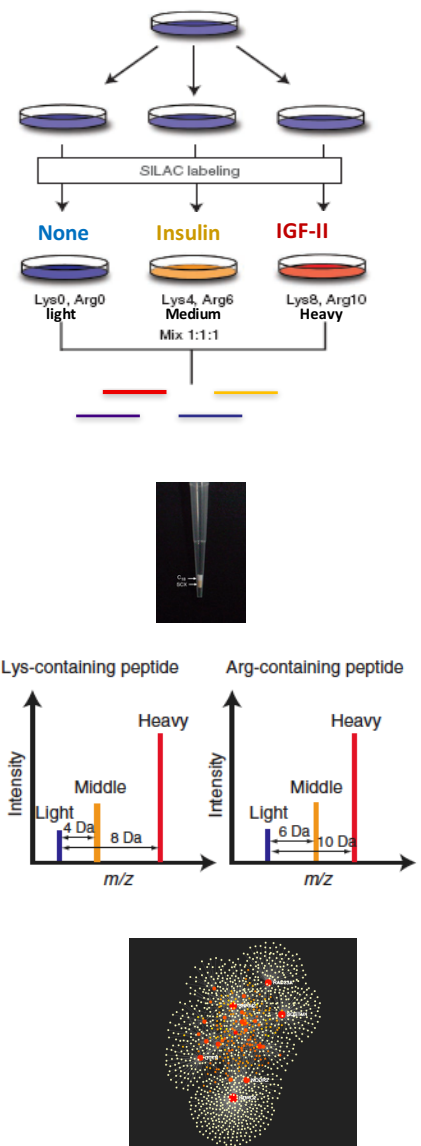 SILAC labeling
None Insulin IGF-II
Lys0, Arg0 Lys4, Arg6 Lys8, Arg10
light Medium Heavy
Mix 1:1:1
C18
SCX
Lys-containing peptide Arg-containing peptide
Intensity
Light
Middle
Heavy
4 Da
8 Da
m/z
Intensity
Light
Middle
Heavy
6 Da
10 Da
m/z